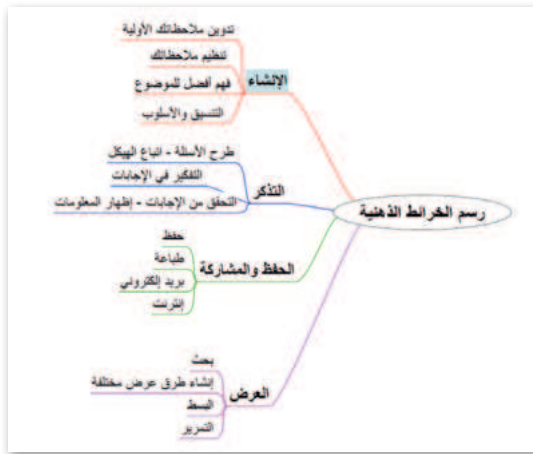 رسم الخرائط الذهنية
الإنشاء
تدوين ملاحظاتك الأولية
تنظيم ملاحظاتك
فهم أفضل للموضوع
التنسيق والأسلوب
التذكر
طرح الأسئلة - اتباع الهيكل
التفكير في الإجابات
التحقق من الإجابات - إظهار المعلومات
الحفظ والمشاركة
حفظ
طباعة
بريد إلكتروني
إنترنت
العرض
بحث
إنشاء طرق عرض مختلفة
البسط
التمرير